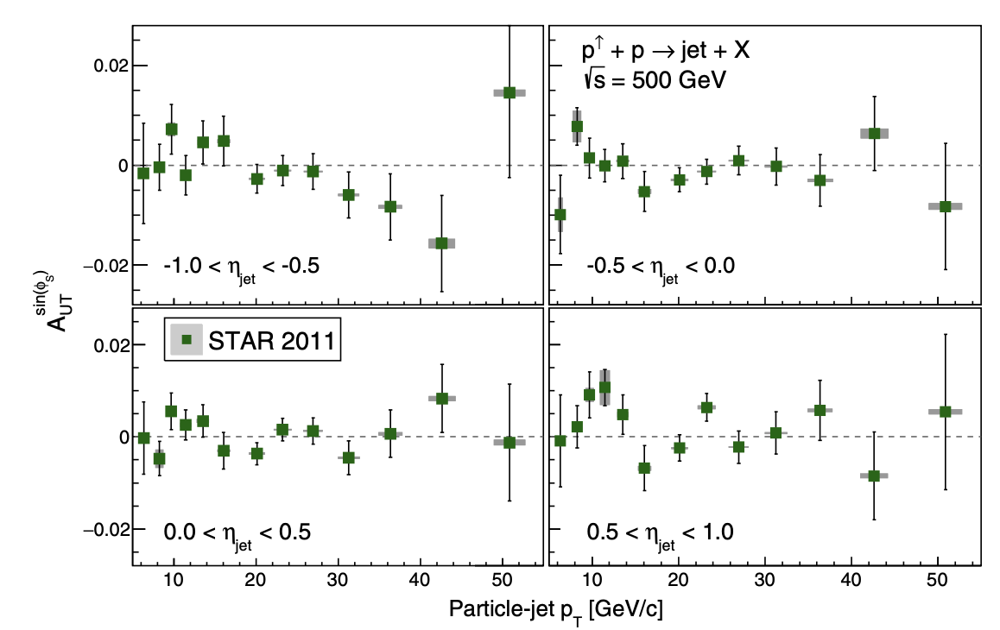 p↑ + p → jet + X
√s = 500 GeV
0.02
0
−0.02
-1.0 < η_jet < -0.5
-0.5 < η_jet < 0.0
A_UT^sin(ϕ_S)
STAR 2011
0.02
0
−0.02
0.0 < η_jet < 0.5
0.5 < η_jet < 1.0
10 20 30 40 50
10 20 30 40 50
Particle-jet p_T [GeV/c]